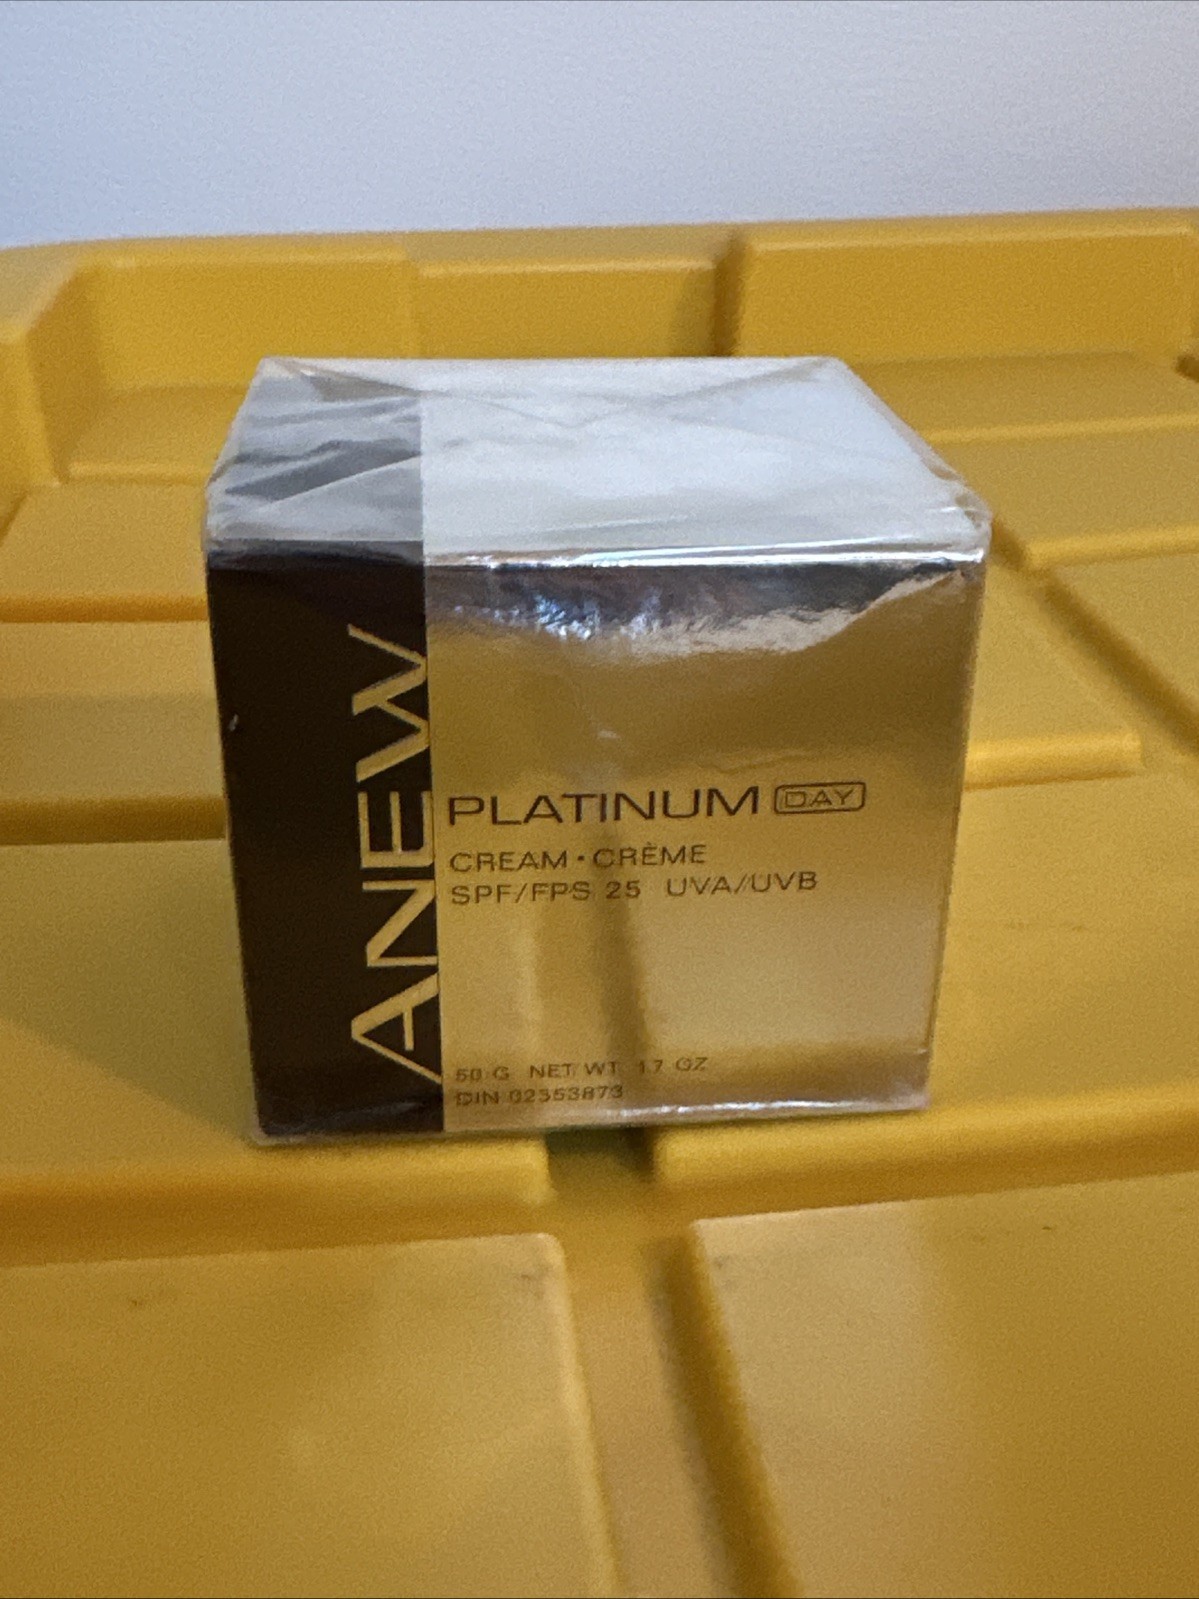 ANEW
PLATINUM DAY
CREAM • CRÈME
SPF/FPS 25 UVA/UVB
50 G NET WT 1.7 OZ
DIN 02353873